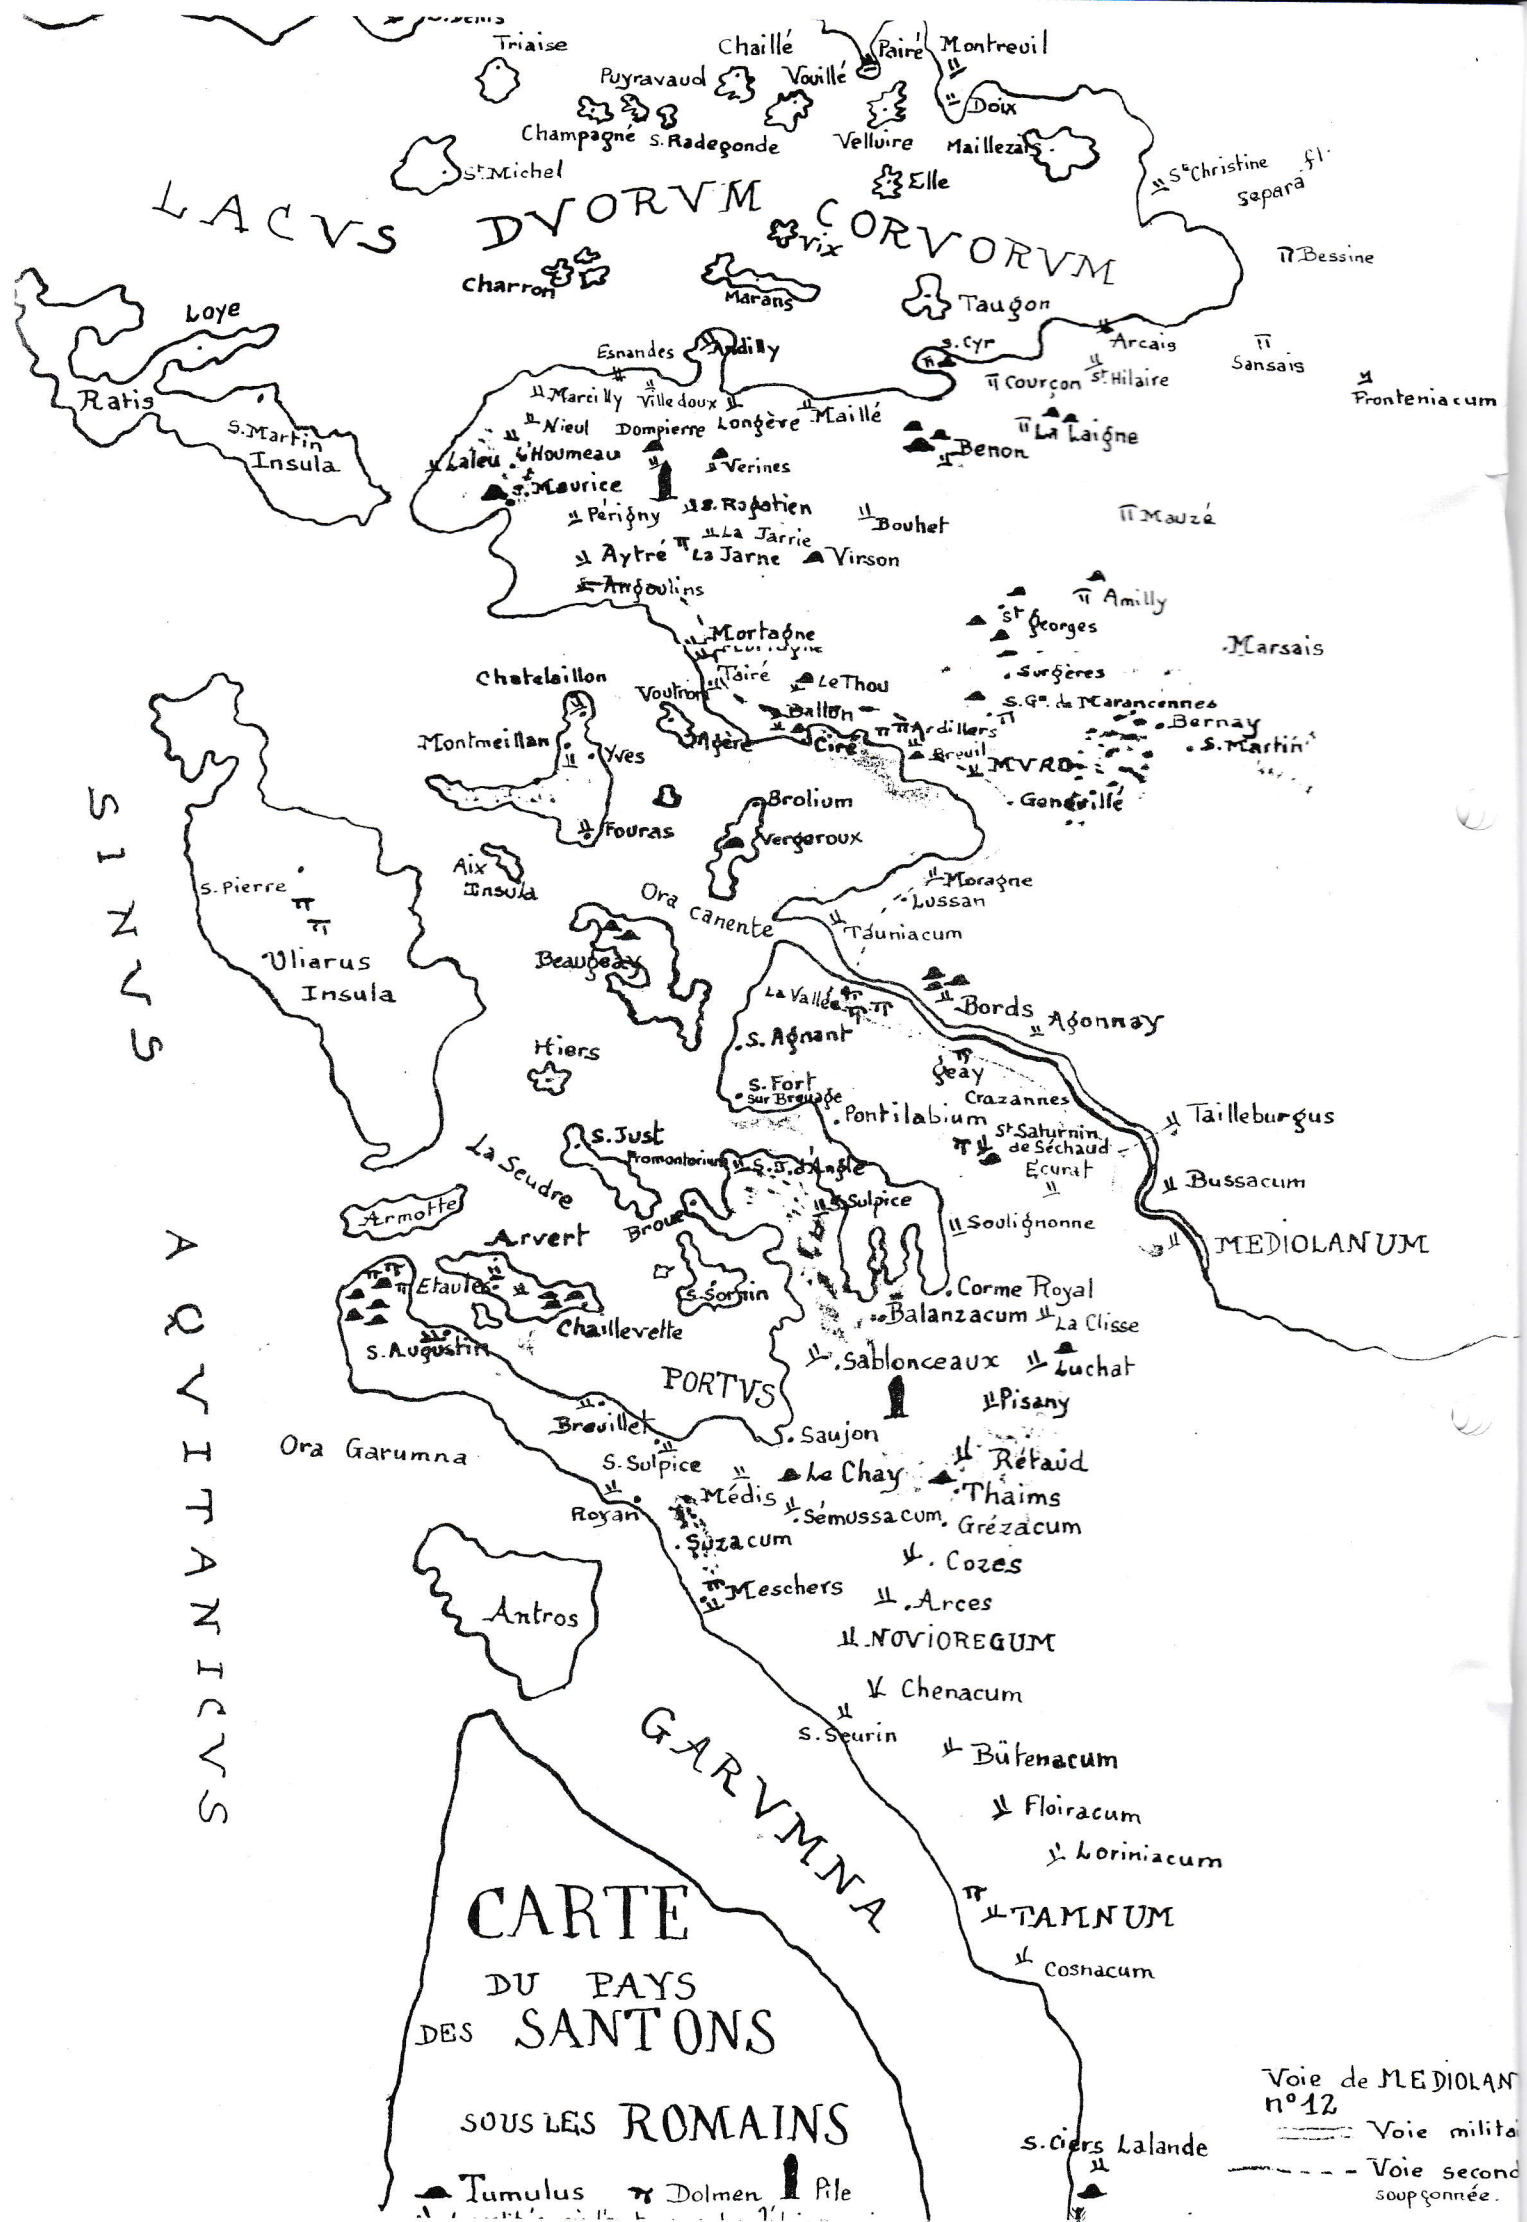 Triaise
Chaillé
Pairé
Montreuil
Puyravaud
Vouillé
Doix
Champagné
S. Radegonde
Velluire
Maillezais
St. Michel
Elle
Ste Christine
Separa fl.
LACVS DVORVM CORVORVM
Vix
Bessine
Charron
Marans
Taugon
Loye
Esnandes
Andilly
S. Cyr
Arcais
Sansais
Ratis
Marcilly
Villedoux
Courçon
St Hilaire
Fronteniacum
S. Martin
Insula
Nieul
Dompierre
Longère
Maillé
La Laigne
Laleu
L'Houmeau
Verines
Benon
S. Maurice
Périgny
S. Rogatien
Bouhet
Mauzé
La Jarrie
Aytré
La Jarne
Virson
Angoulins
Amilly
St Georges
Mortagne
Marsais
Chatelaillon
Tairé
Le Thou
Surgères
Voutron
Ballon
S. Gn. de Marancennes
Bernay
Montmeillan
Yves
Agère
Ciré
Ardillers
Breuil
S. Martin
MVRO
Genévillé
Brolium
Fouras
Vergeroux
Aix
Insula
S. Pierre
Ora Canente
Moragne
Lussan
Tauniacum
Uliarus
Insula
Beaugeay
La Vallée
Bords
Agonnay
S. Agnant
Hiers
Geay
S. Fort
sur Brouage
Crazannes
Pontilabium
Tailleburgus
S. Just
Promontorium
S. J. d'Angle
St Saturnin
de Séchaud
Écurat
La Seudre
Bussacum
Armotte
Broue
S. Sulpice
Soulignonne
Arvert
MEDIOLANUM
Etaules
S. Sornin
Corme Royal
Chaillevette
Balanzacum
La Clisse
S. Augustin
Sablonceaux
Luchat
PORTVS
Pisany
Breuillet
S. Saujon
Ora Garumna
S. Sulpice
Le Chay
Rétaud
Médis
Thaims
Royan
Sémussacum
Grézacum
Suzacum
Cozes
Meschers
Arces
Antros
NOVIOREGUM
Chenacum
S. Seurin
Bütenacum
GARVMNA
Floiracum
Loriniacum
TAMNUM
Cosnacum
SINVS AQVITANICVS
CARTE
DU PAYS
DES SANTONS
SOUS LES ROMAINS
Tumulus Dolmen Pile
S. Ciers Lalande
Voie de MEDIOLAN
n° 12
Voie milita
Voie second
soupçonnée.